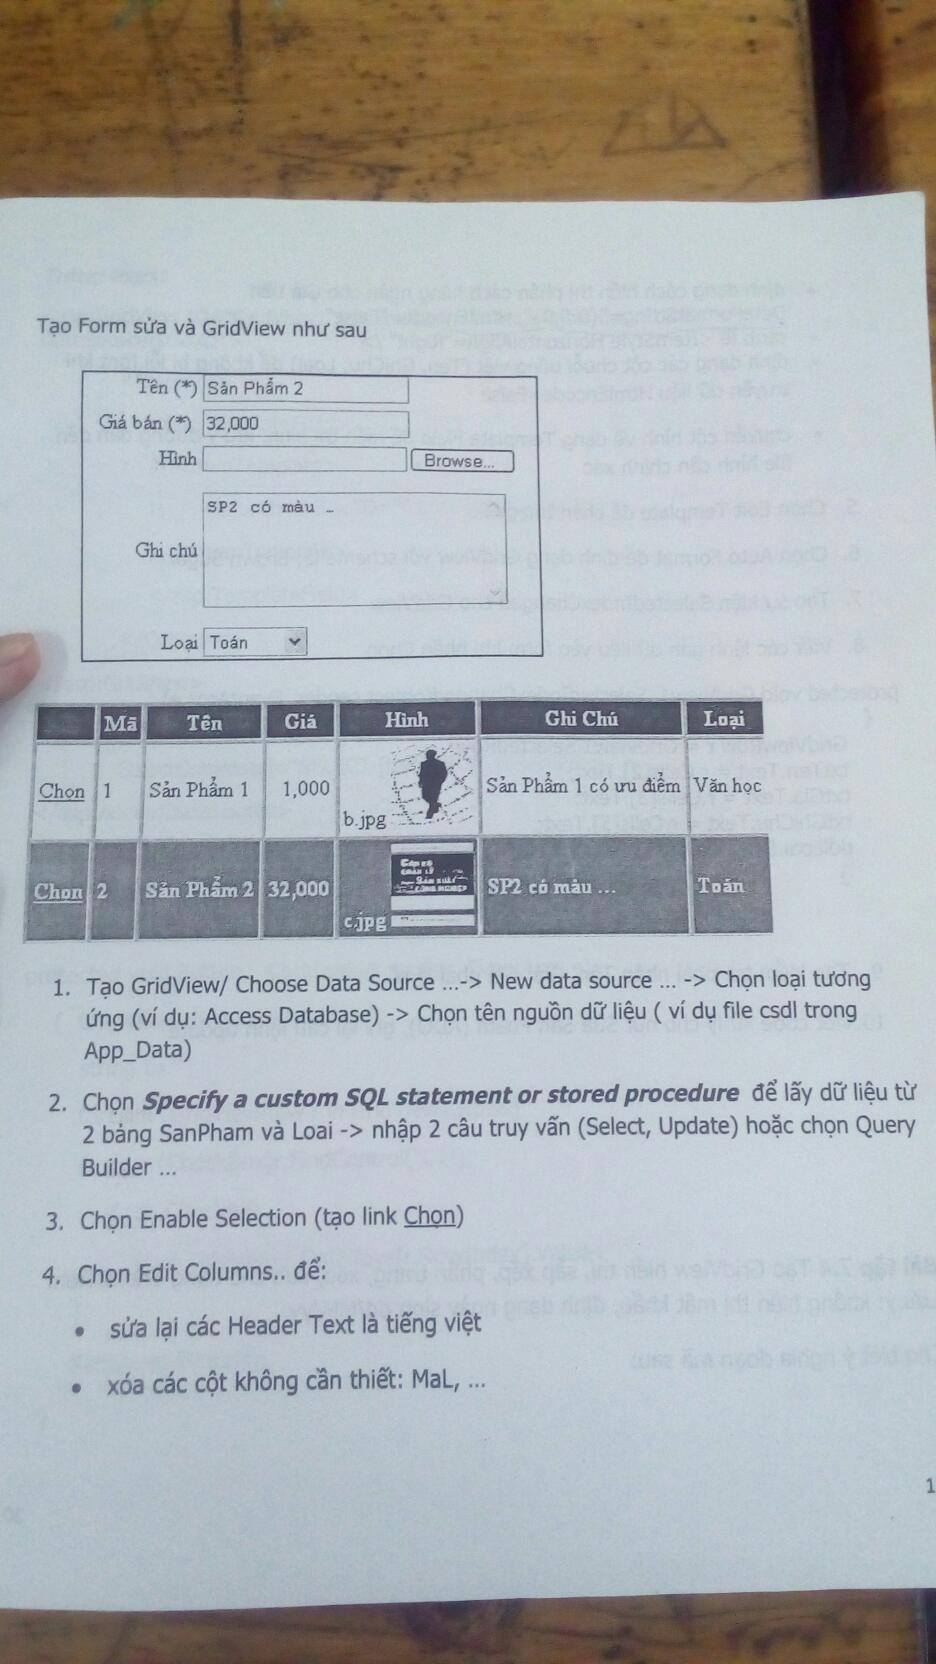 Tạo Form sửa và GridView như sau
Tên (*) Sản Phẩm 2
Giá bán (*) 32,000
Hình Browse...
SP2 có màu …
Ghi chú
Loại Toán
Mã Tên Giá Hình Ghi Chú Loại
Chọn 1 Sản Phẩm 1 1,000 b.jpg Sản Phẩm 1 có ưu điểm Văn học
Chọn 2 Sản Phẩm 2 32,000 c.jpg SP2 có màu ... Toán
1. Tạo GridView/ Choose Data Source ...-> New data source ... -> Chọn loại tương
ứng (ví dụ: Access Database) -> Chọn tên nguồn dữ liệu ( ví dụ file csdl trong
App_Data)
2. Chọn Specify a custom SQL statement or stored procedure để lấy dữ liệu từ
2 bảng SanPham và Loai -> nhập 2 câu truy vấn (Select, Update) hoặc chọn Query
Builder ...
3. Chọn Enable Selection (tạo link Chọn)
4. Chọn Edit Columns.. để:
• sửa lại các Header Text là tiếng việt
• xóa các cột không cần thiết: MaL, ...
1